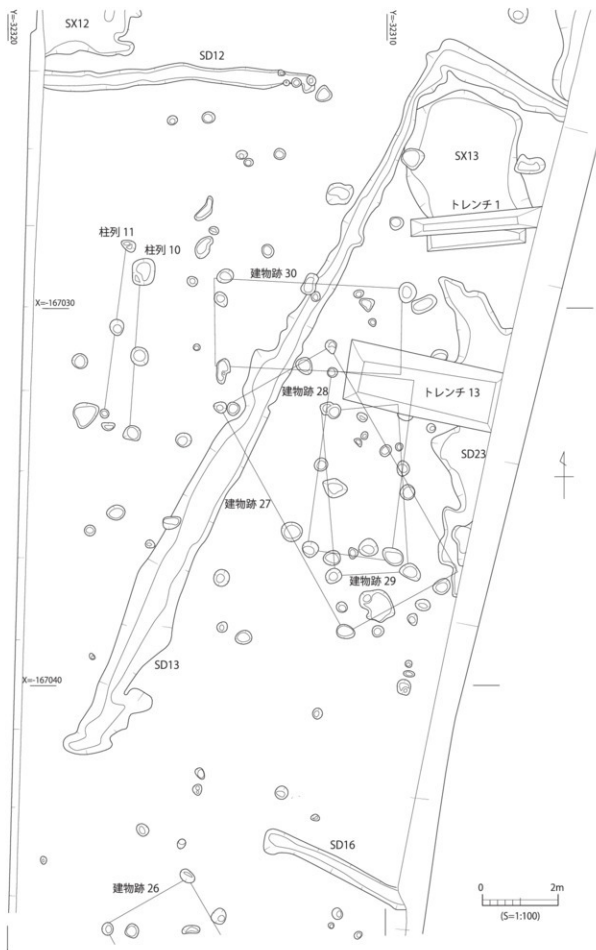 Y=-32320
Y=-32310
SX12
SD12
SX13
トレンチ 1
柱列 11
柱列 10
建物跡 30
X=-167030
建物跡 28
トレンチ 13
SD23
建物跡 27
建物跡 29
SD13
X=-167040
SD16
建物跡 26
0 2m
(S=1:100)